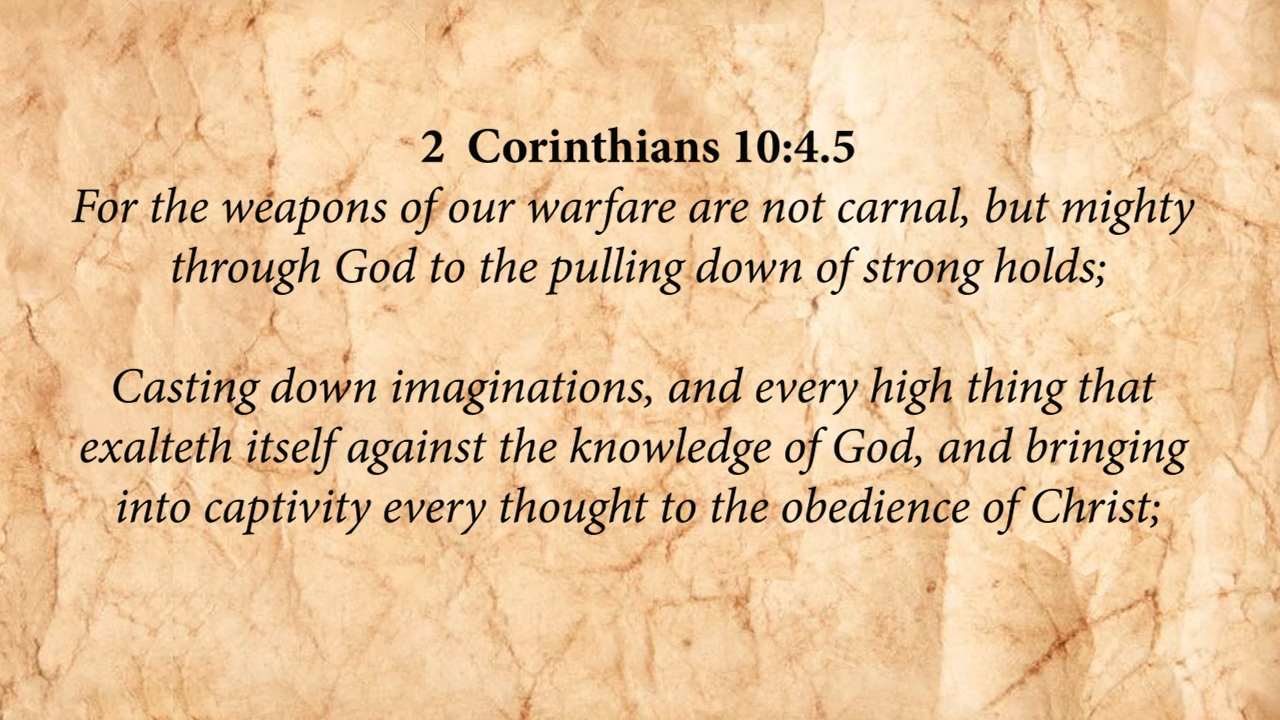 2 Corinthians 10:4.5
For the weapons of our warfare are not carnal, but mighty
through God to the pulling down of strong holds;
Casting down imaginations, and every high thing that
exalteth itself against the knowledge of God, and bringing
into captivity every thought to the obedience of Christ;